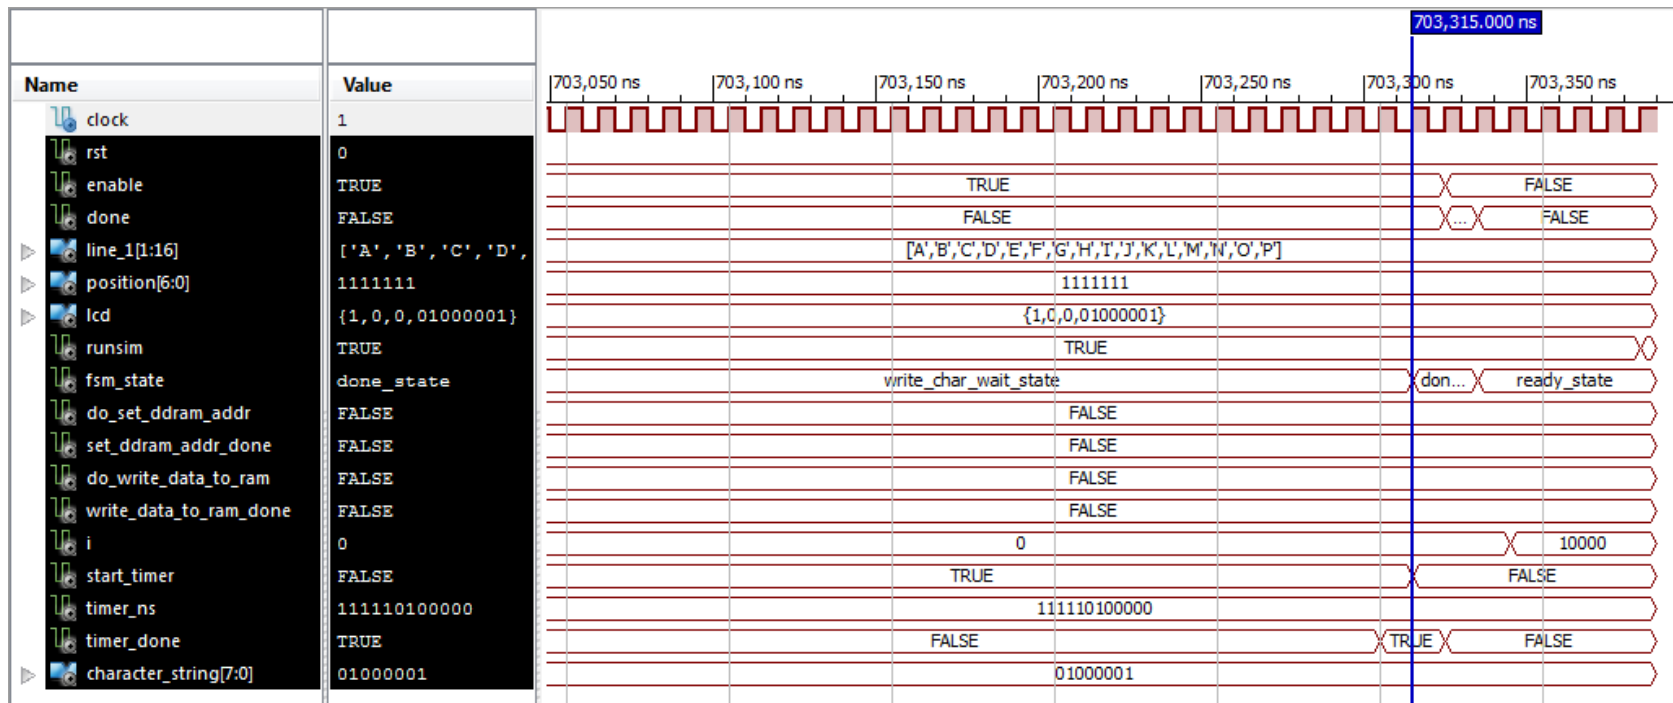 703,315.000 ns
Name Value 703,050 ns 703,100 ns 703,150 ns 703,200 ns 703,250 ns 703,300 ns 703,350 ns
clock 1
rst 0
enable TRUE TRUE FALSE
done FALSE FALSE ... FALSE
line_1[1:16] ['A','B','C','D', ['A','B','C','D','E','F','G','H','I','J','K','L','M','N','O','P']
position[6:0] 1111111 1111111
lcd {1,0,0,01000001} {1,0,0,01000001}
runsim TRUE TRUE
fsm_state done_state write_char_wait_state don... ready_state
do_set_ddram_addr FALSE FALSE
set_ddram_addr_done FALSE FALSE
do_write_data_to_ram FALSE FALSE
write_data_to_ram_done FALSE FALSE
i 0 0 10000
start_timer FALSE TRUE FALSE
timer_ns 111110100000 111110100000
timer_done TRUE FALSE TRUE FALSE
character_string[7:0] 01000001 01000001